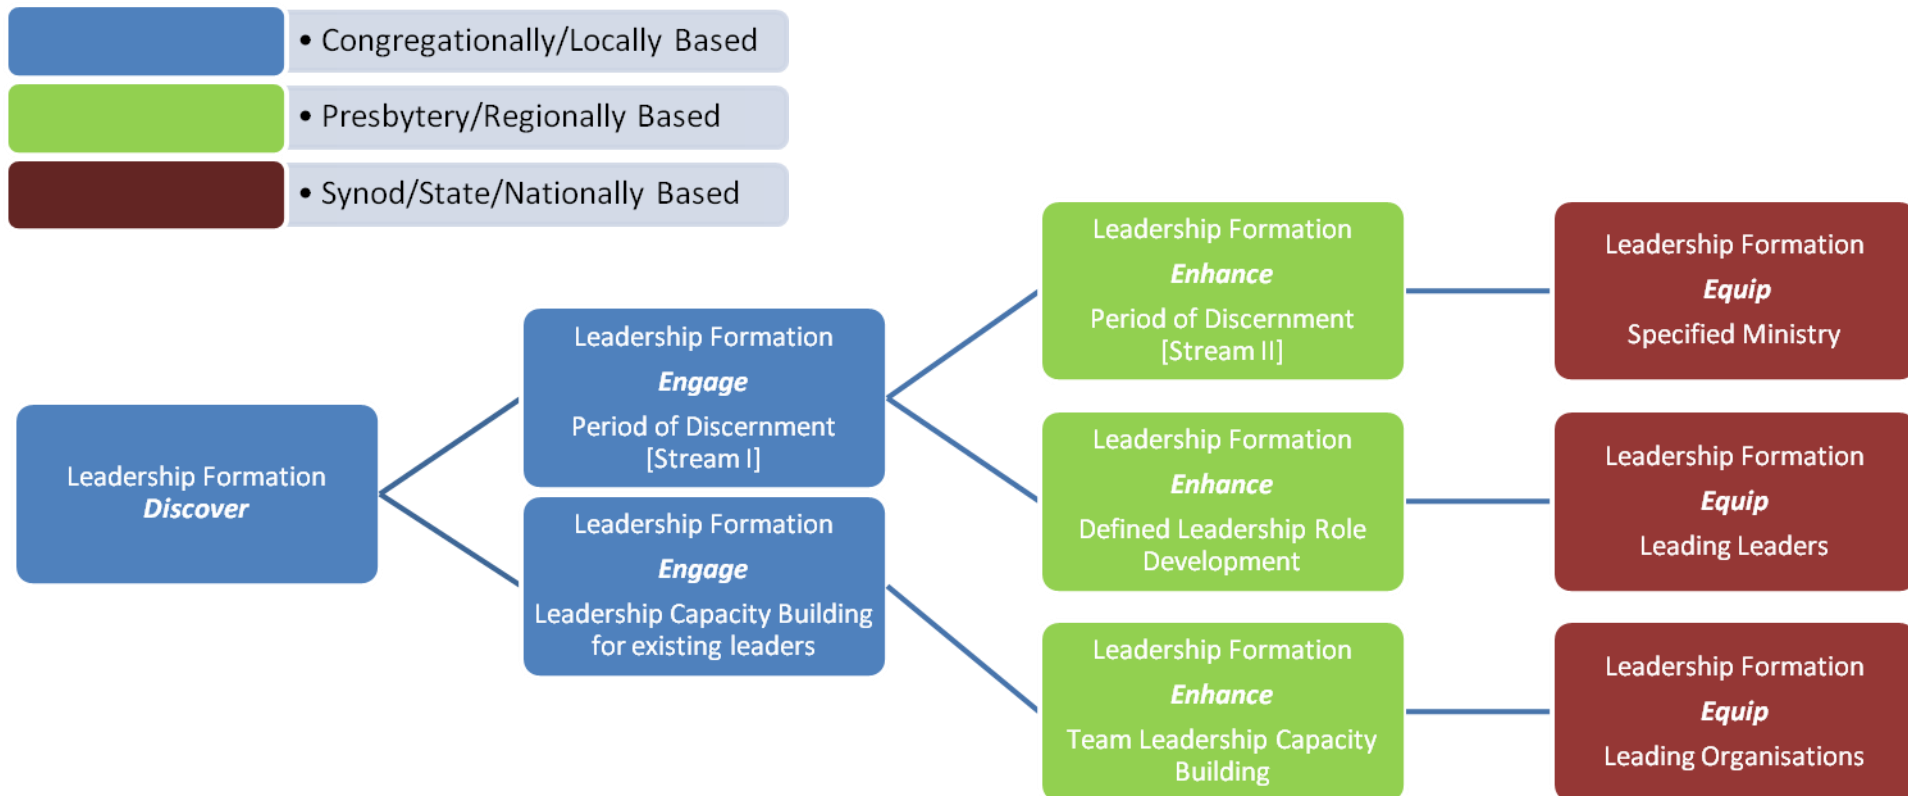 • Congregationally/Locally Based
• Presbytery/Regionally Based
• Synod/State/Nationally Based
Leadership Formation
Discover
Leadership Formation
Engage
Period of Discernment
[Stream I]
Leadership Formation
Engage
Leadership Capacity Building
for existing leaders
Leadership Formation
Enhance
Period of Discernment
[Stream II]
Leadership Formation
Enhance
Defined Leadership Role
Development
Leadership Formation
Enhance
Team Leadership Capacity
Building
Leadership Formation
Equip
Specified Ministry
Leadership Formation
Equip
Leading Leaders
Leadership Formation
Equip
Leading Organisations